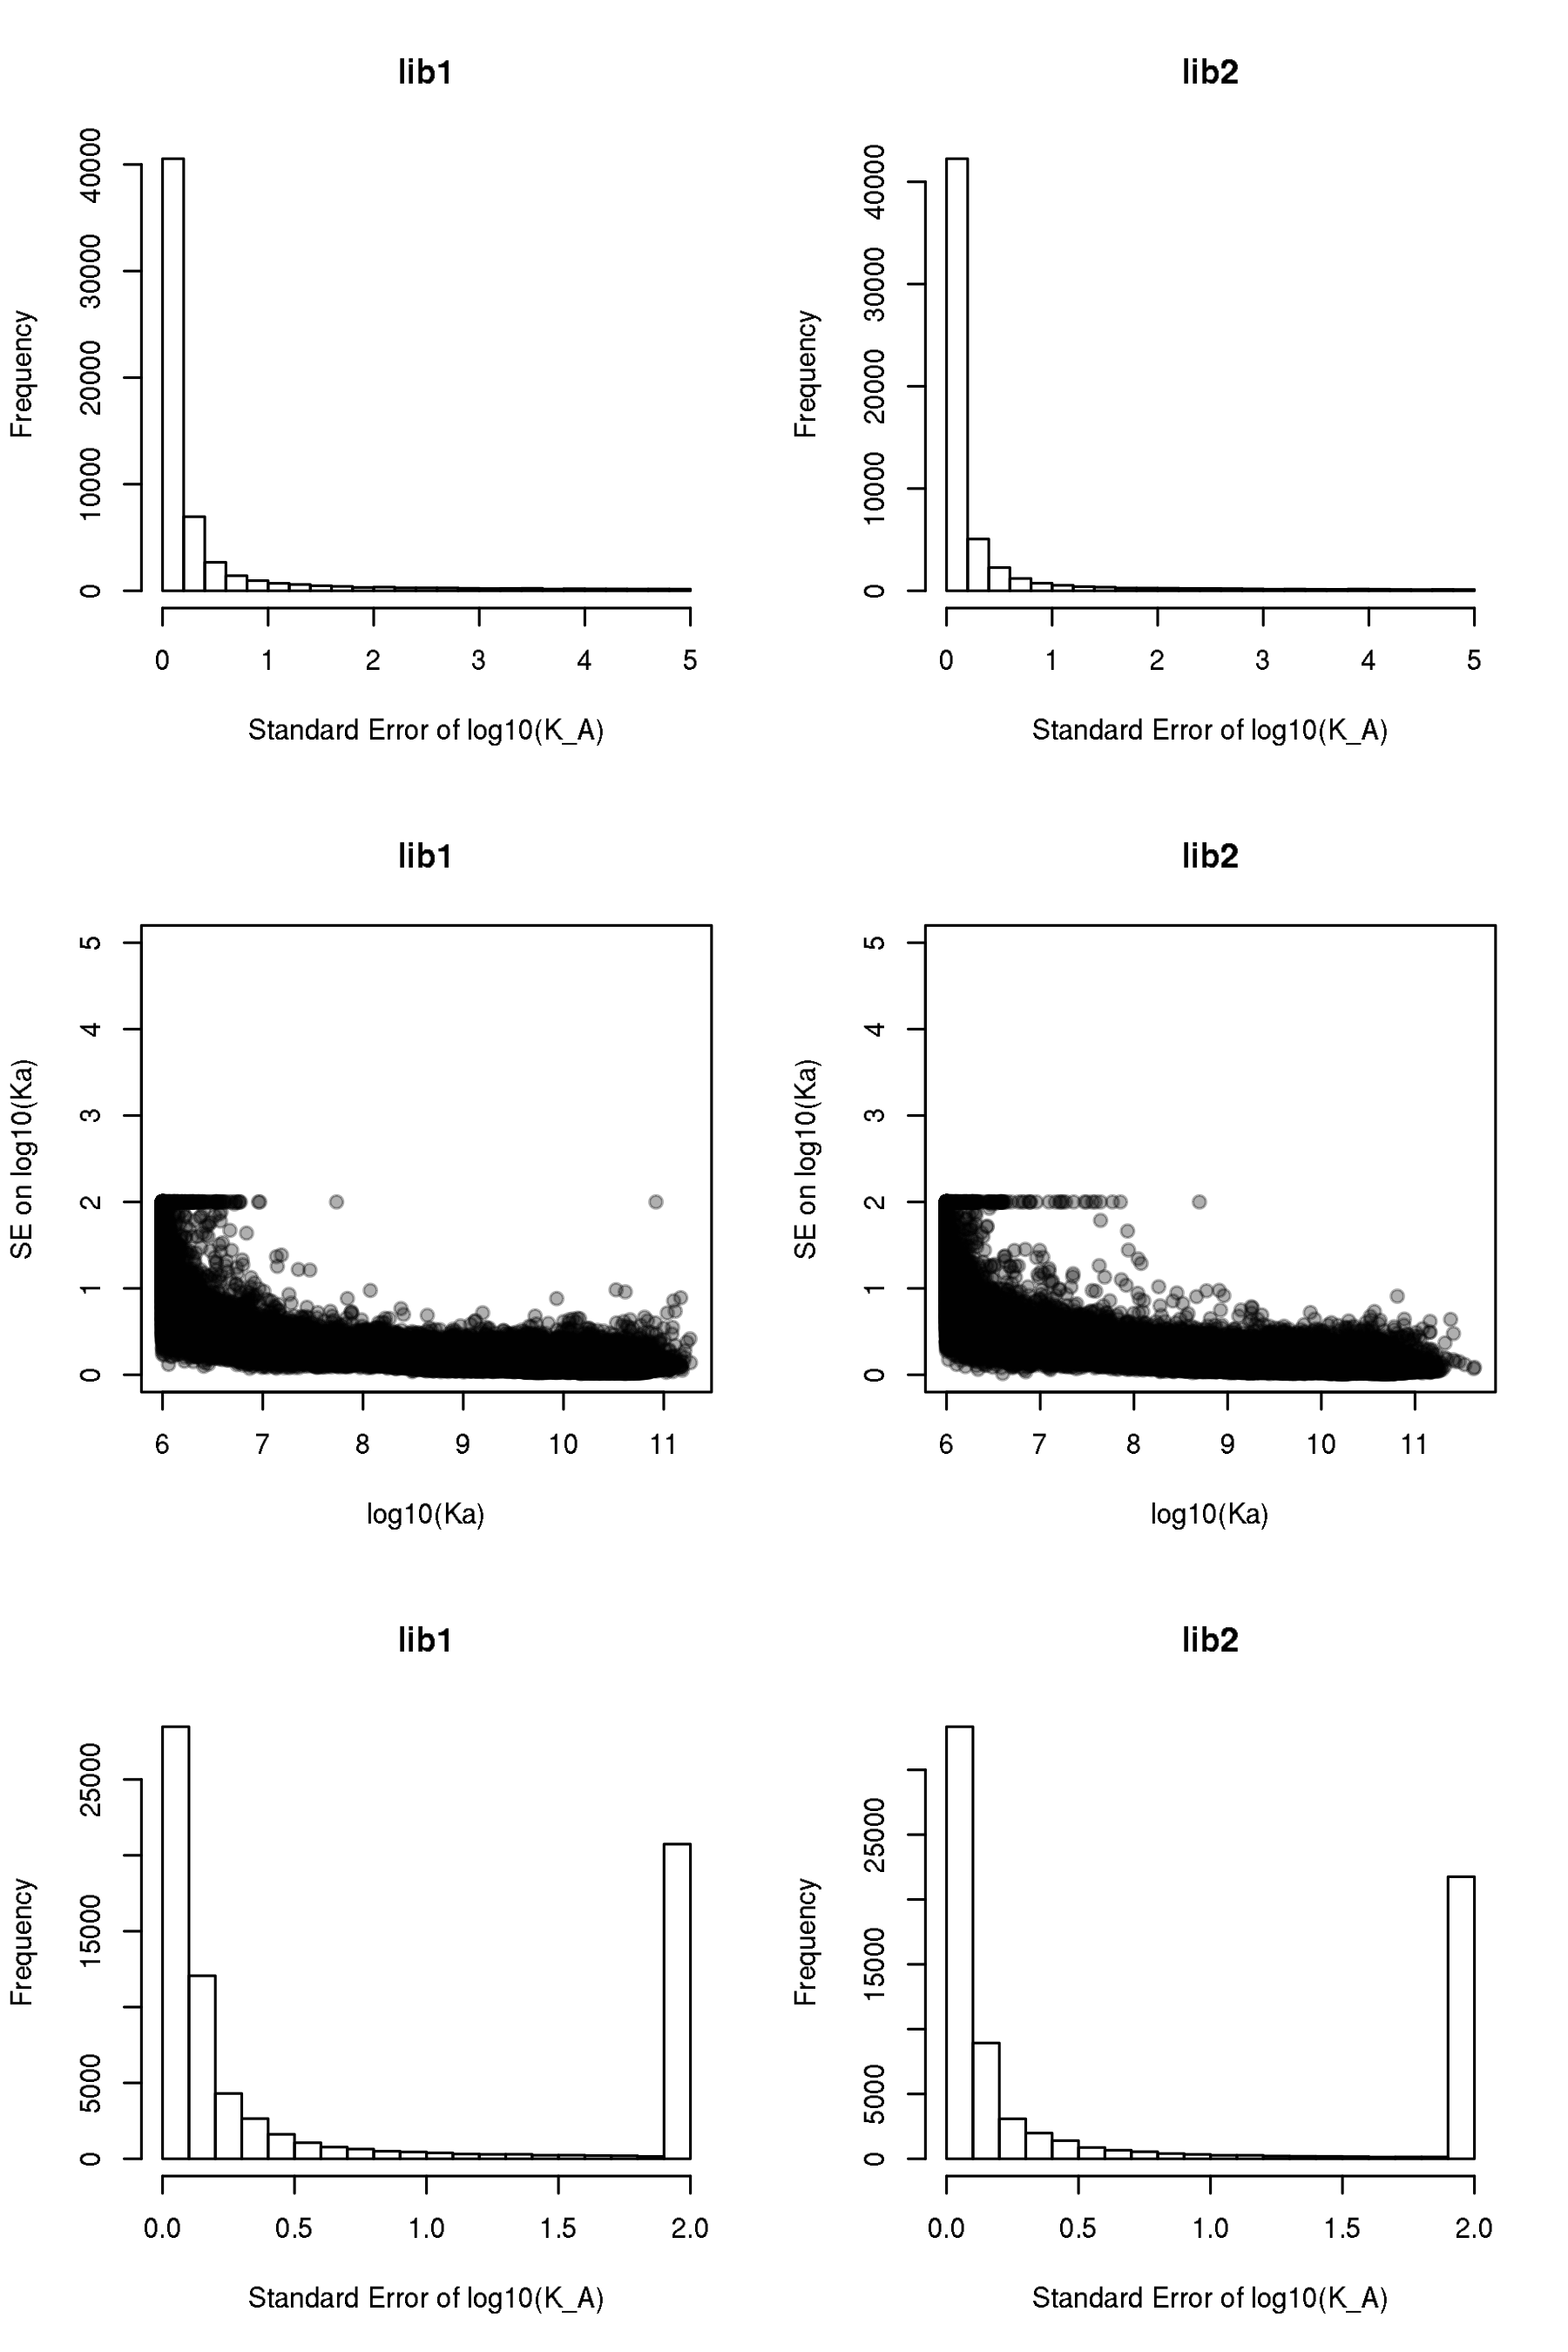 lib1
lib2
Frequency
0 10000 20000 30000 40000
0 1 2 3 4 5
Standard Error of log10(K_A)
Frequency
0 10000 20000 30000 40000
0 1 2 3 4 5
Standard Error of log10(K_A)
lib1
lib2
SE on log10(Ka)
0 1 2 3 4 5
6 7 8 9 10 11
log10(Ka)
SE on log10(Ka)
0 1 2 3 4 5
6 7 8 9 10 11
log10(Ka)
lib1
lib2
Frequency
0 5000 15000 25000
0.0 0.5 1.0 1.5 2.0
Standard Error of log10(K_A)
Frequency
0 5000 15000 25000
0.0 0.5 1.0 1.5 2.0
Standard Error of log10(K_A)